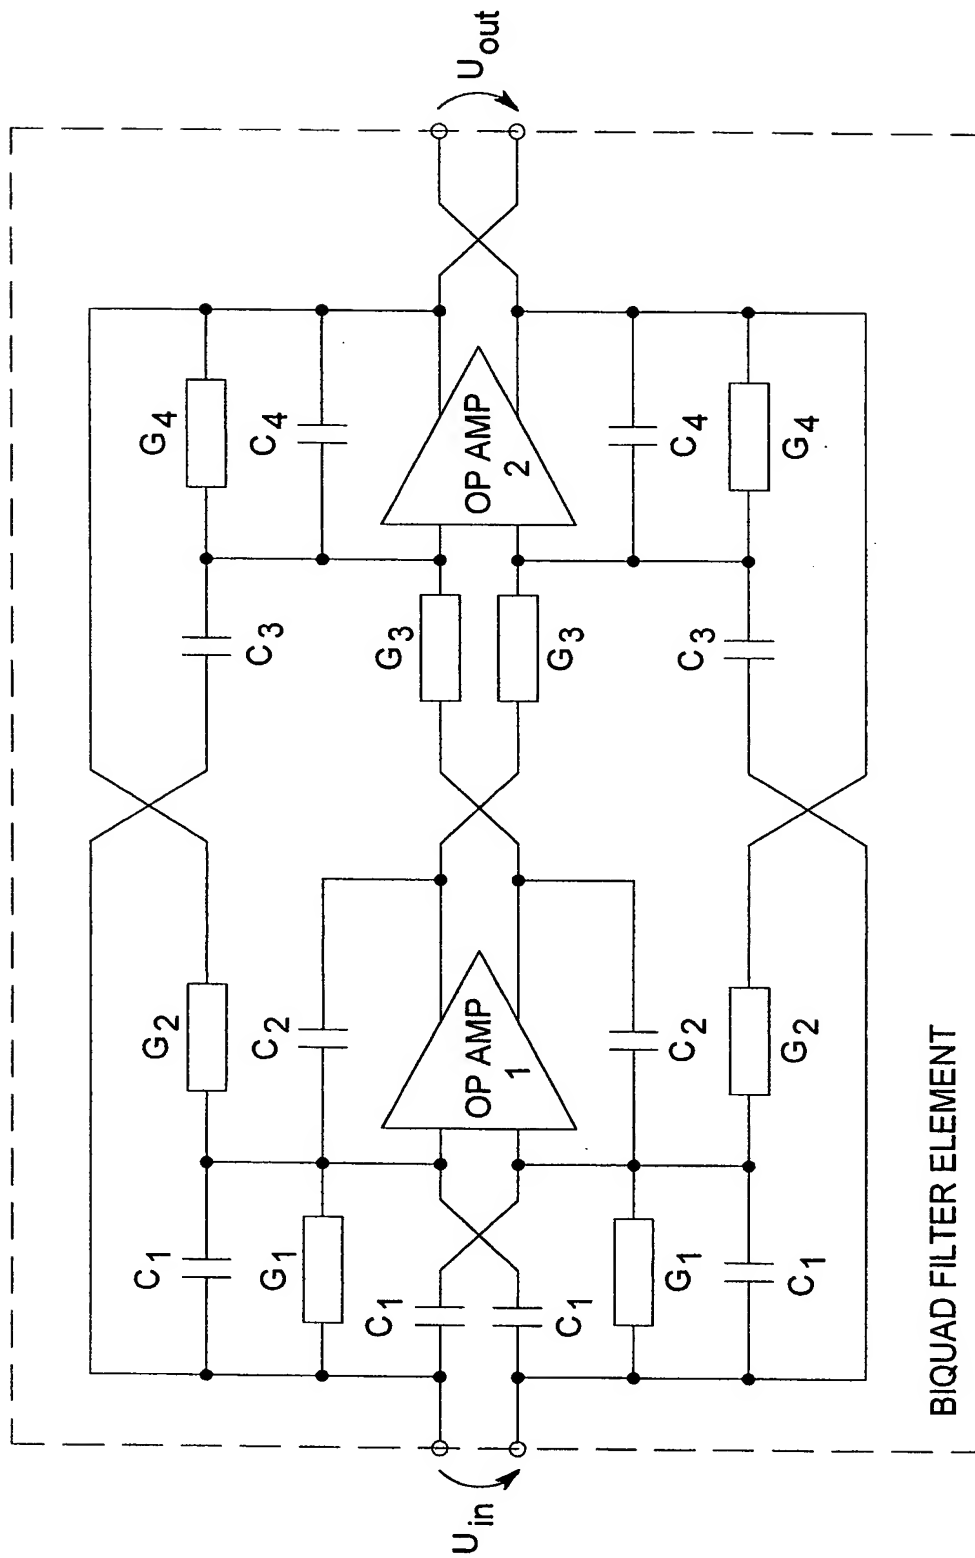 U_out
G_4
C_4
OP AMP
2
C_4
G_4
C_3
G_3
G_3
C_3
G_2
C_2
OP AMP
1
C_2
G_2
C_1
G_1
C_1
C_1
G_1
C_1
U_in
BIQUAD FILTER ELEMENT